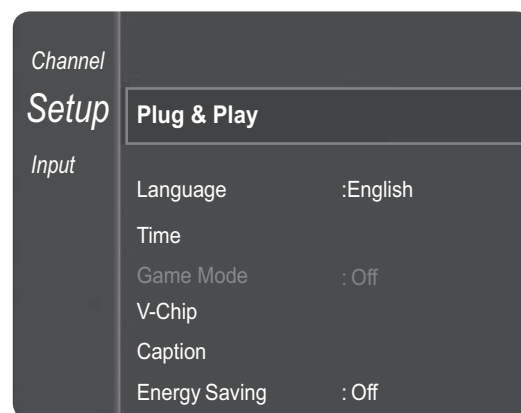 Channel
Setup
Input
Plug & Play
Language :English
Time
Game Mode : Off
V-Chip
Caption
Energy Saving : Off